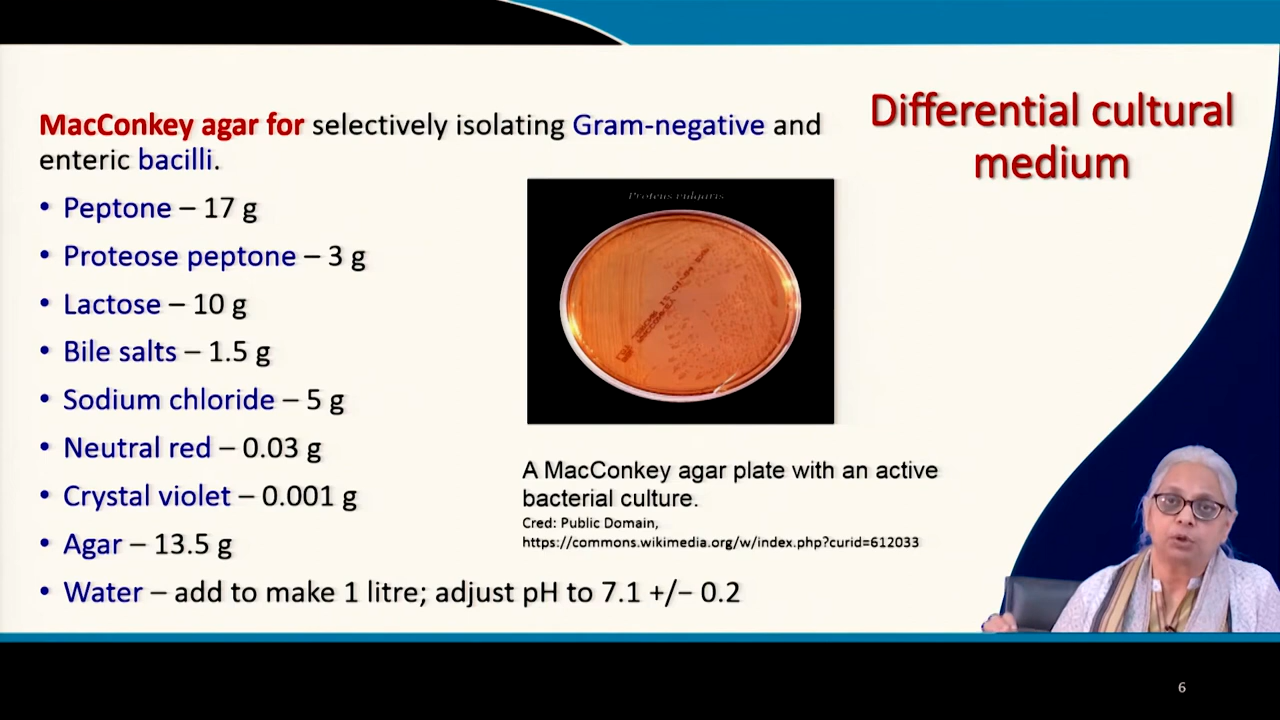 Differential cultural
medium
MacConkey agar for selectively isolating Gram-negative and
enteric bacilli.
• Peptone – 17 g
• Proteose peptone – 3 g
• Lactose – 10 g
• Bile salts – 1.5 g
• Sodium chloride – 5 g
• Neutral red – 0.03 g
• Crystal violet – 0.001 g
• Agar – 13.5 g
• Water – add to make 1 litre; adjust pH to 7.1 +/– 0.2
Proteus vulgaris
A MacConkey agar plate with an active
bacterial culture.
Cred: Public Domain,
https://commons.wikimedia.org/w/index.php?curid=612033
6